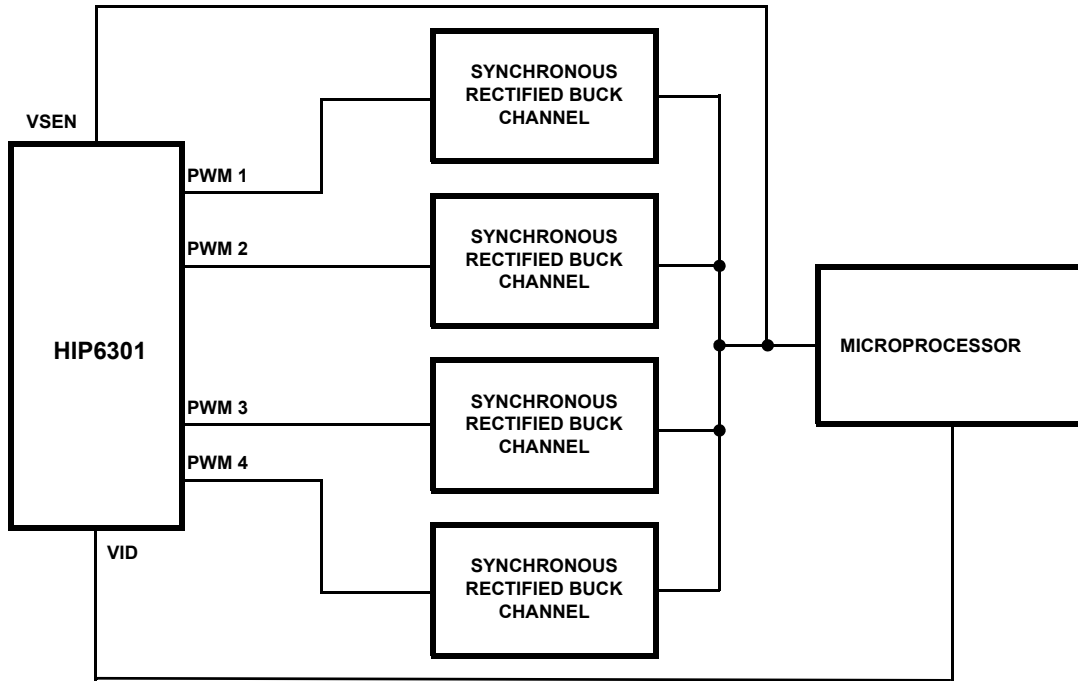 SYNCHRONOUS
RECTIFIED BUCK
CHANNEL
VSEN
PWM 1
SYNCHRONOUS
RECTIFIED BUCK
CHANNEL
PWM 2
HIP6301
MICROPROCESSOR
SYNCHRONOUS
RECTIFIED BUCK
CHANNEL
PWM 3
PWM 4
SYNCHRONOUS
RECTIFIED BUCK
CHANNEL
VID